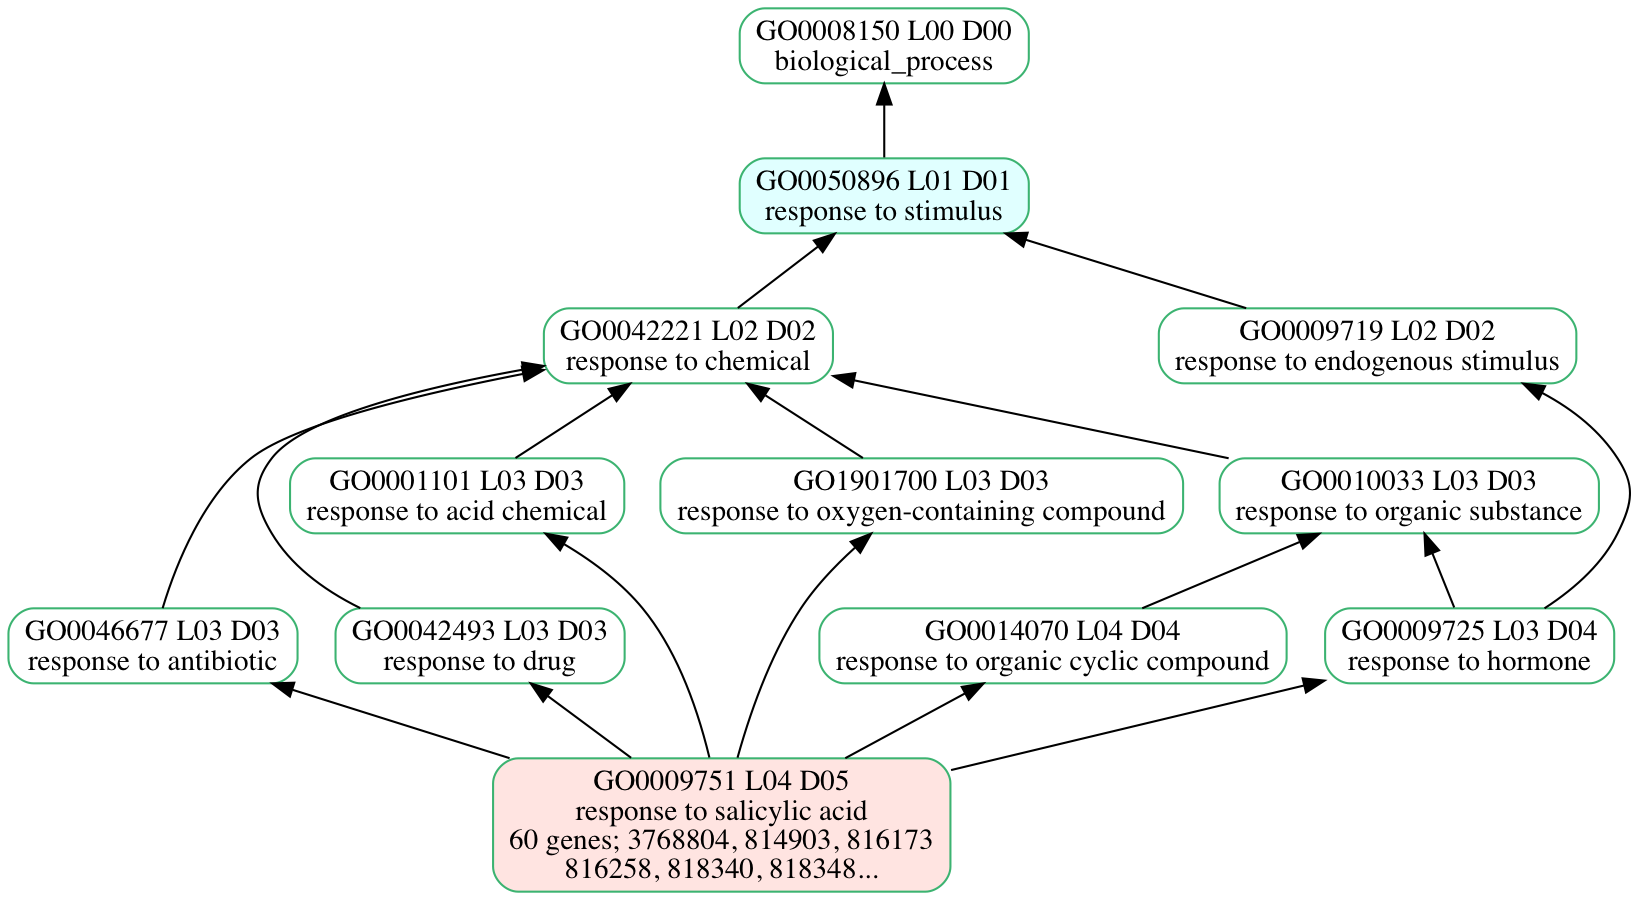 GO0008150 L00 D00
biological_process
GO0050896 L01 D01
response to stimulus
GO0042221 L02 D02
response to chemical
GO0009719 L02 D02
response to endogenous stimulus
GO0001101 L03 D03
response to acid chemical
GO1901700 L03 D03
response to oxygen-containing compound
GO0010033 L03 D03
response to organic substance
GO0046677 L03 D03
response to antibiotic
GO0042493 L03 D03
response to drug
GO0014070 L04 D04
response to organic cyclic compound
GO0009725 L03 D04
response to hormone
GO0009751 L04 D05
response to salicylic acid
60 genes; 3768804, 814903, 816173
816258, 818340, 818348...